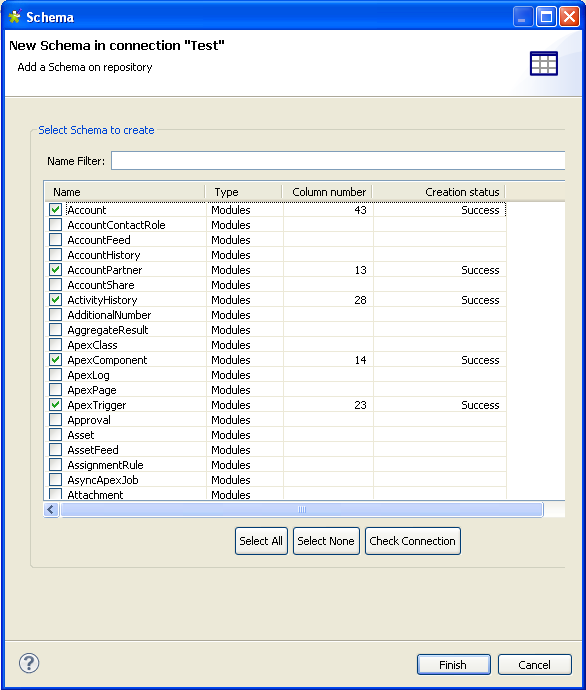 Schema
New Schema in connection "Test"
Add a Schema on repository
Select Schema to create
Name Filter:
Name Type Column number Creation status
Account Modules 43 Success
AccountContactRole Modules
AccountFeed Modules
AccountHistory Modules
AccountPartner Modules 13 Success
AccountShare Modules
ActivityHistory Modules 28 Success
AdditionalNumber Modules
AggregateResult Modules
ApexClass Modules
ApexComponent Modules 14 Success
ApexLog Modules
ApexPage Modules
ApexTrigger Modules 23 Success
Approval Modules
Asset Modules
AssetFeed Modules
AssignmentRule Modules
AsyncApexJob Modules
Attachment Modules
Select All Select None Check Connection
Finish Cancel